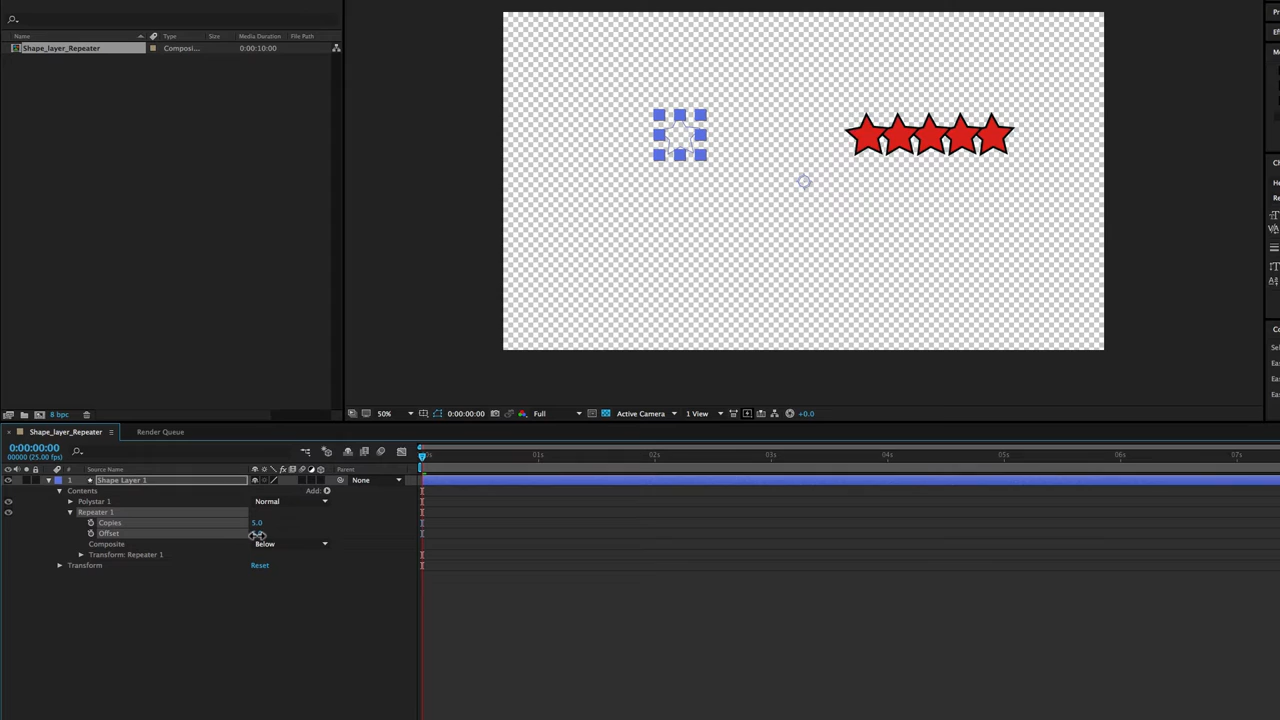 Name Type Size Media Duration File Path
Shape_layer_Repeater Composi... 0:00:10:00
8 bpc
50% 0:00:00:00 Full Active Camera 1 View +0.0
Shape_layer_Repeater Render Queue
0:00:00:00
00000 (25.00 fps)
01s 02s 03s 04s 05s 06s 07s
# Source Name Parent
1 Shape Layer 1 None
Contents Add:
Polystar 1 Normal
Repeater 1
Copies 5.0
Offset
Composite Below
Transform: Repeater 1
Transform Reset